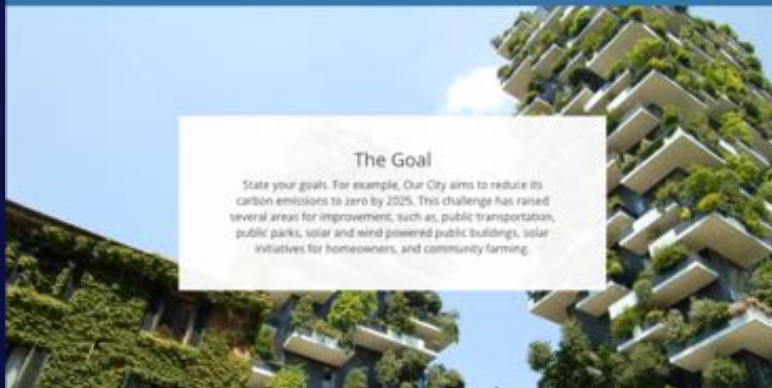 The Goal
State your goals. For example, Our City aims to reduce its
carbon emissions to zero by 2025. This challenge has raised
several areas for improvement, such as, public transportation,
public parks, solar and wind powered public buildings, solar
initiatives for homeowners, and community farming.